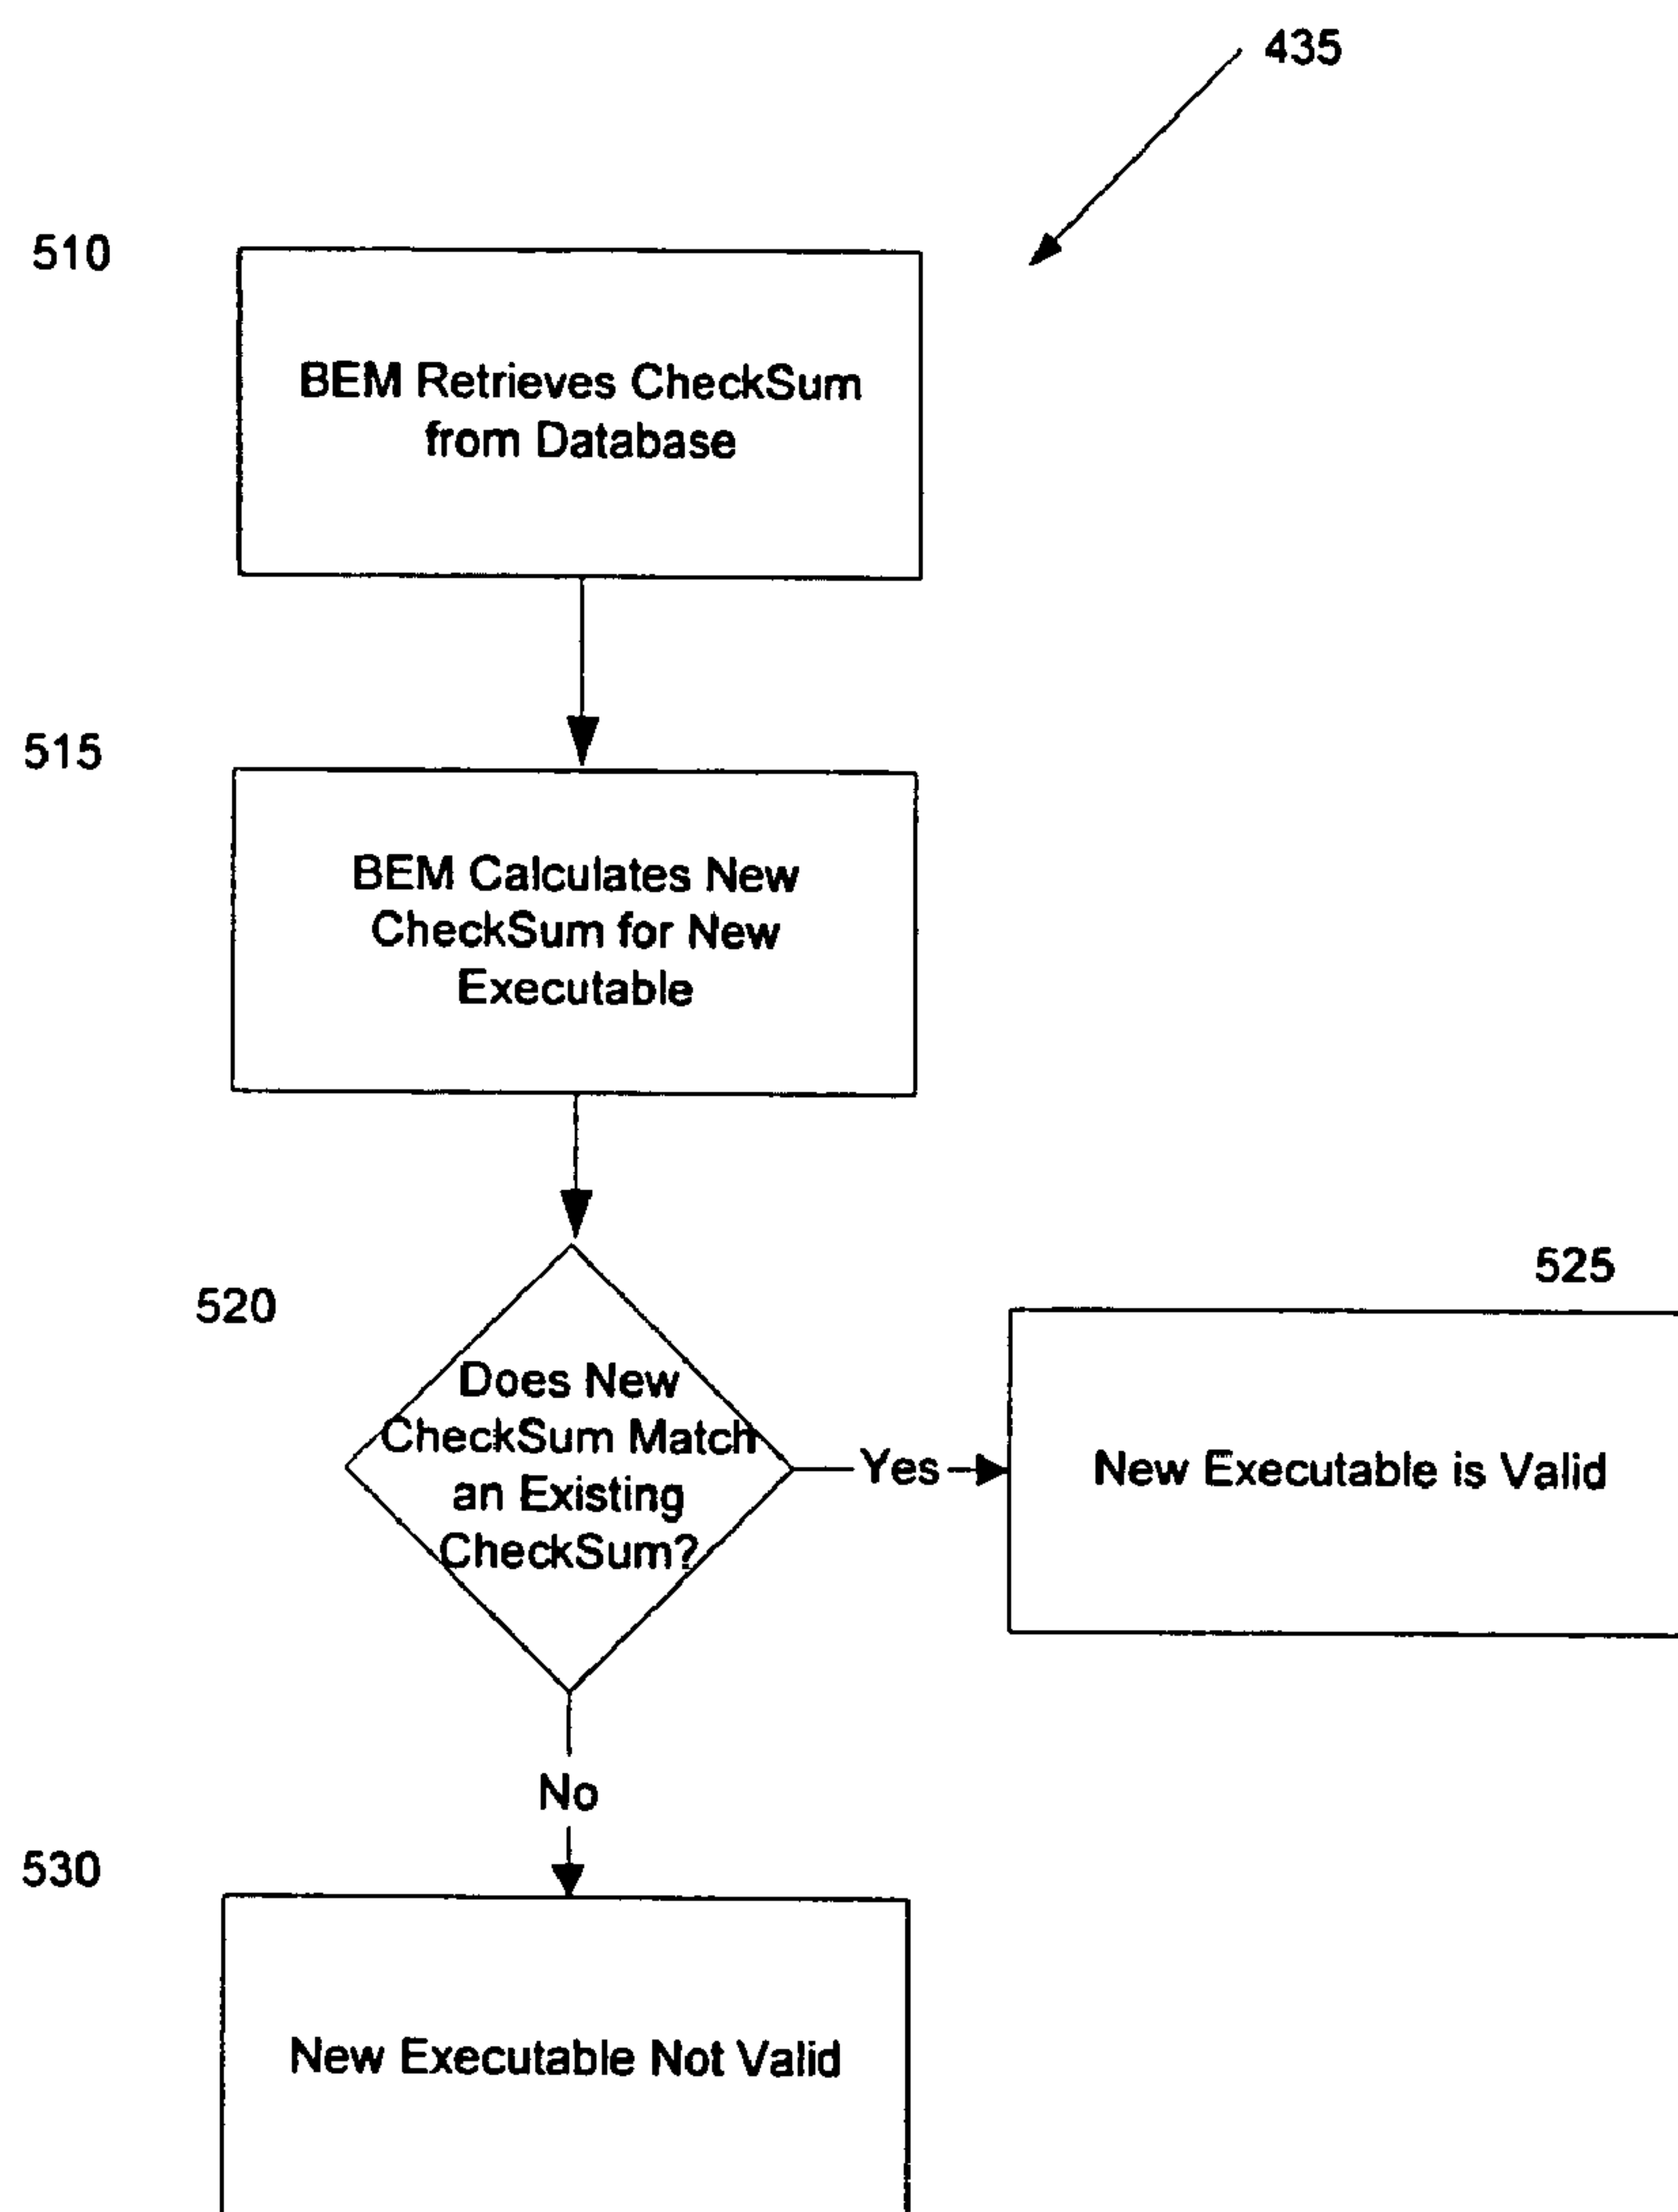 435
510
BEM Retrieves CheckSum
from Database
515
BEM Calculates New
CheckSum for New
Executable
520
Does New
CheckSum Match
an Existing
CheckSum?
Yes
525
New Executable is Valid
No
530
New Executable Not Valid